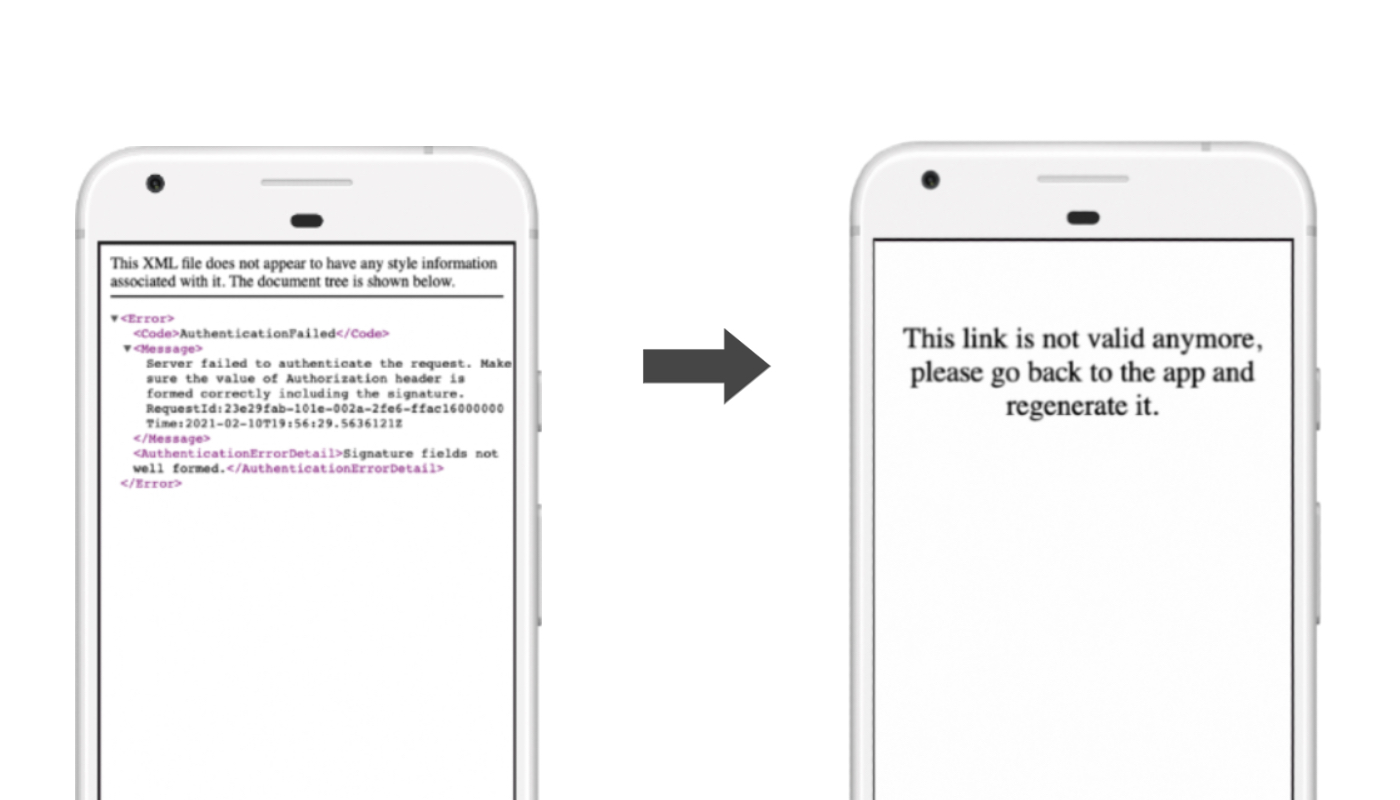 This XML file does not appear to have any style information
associated with it. The document tree is shown below.
▼<Error>
<Code>AuthenticationFailed</Code>
▼<Message>
Server failed to authenticate the request. Make
sure the value of Authorization header is
formed correctly including the signature.
RequestId:23e29fab-101e-002a-2fe6-ffac16000000
Time:2021-02-10T19:56:29.5636121Z
</Message>
<AuthenticationErrorDetail>Signature fields not
well formed.</AuthenticationErrorDetail>
</Error>
This link is not valid anymore,
please go back to the app and
regenerate it.